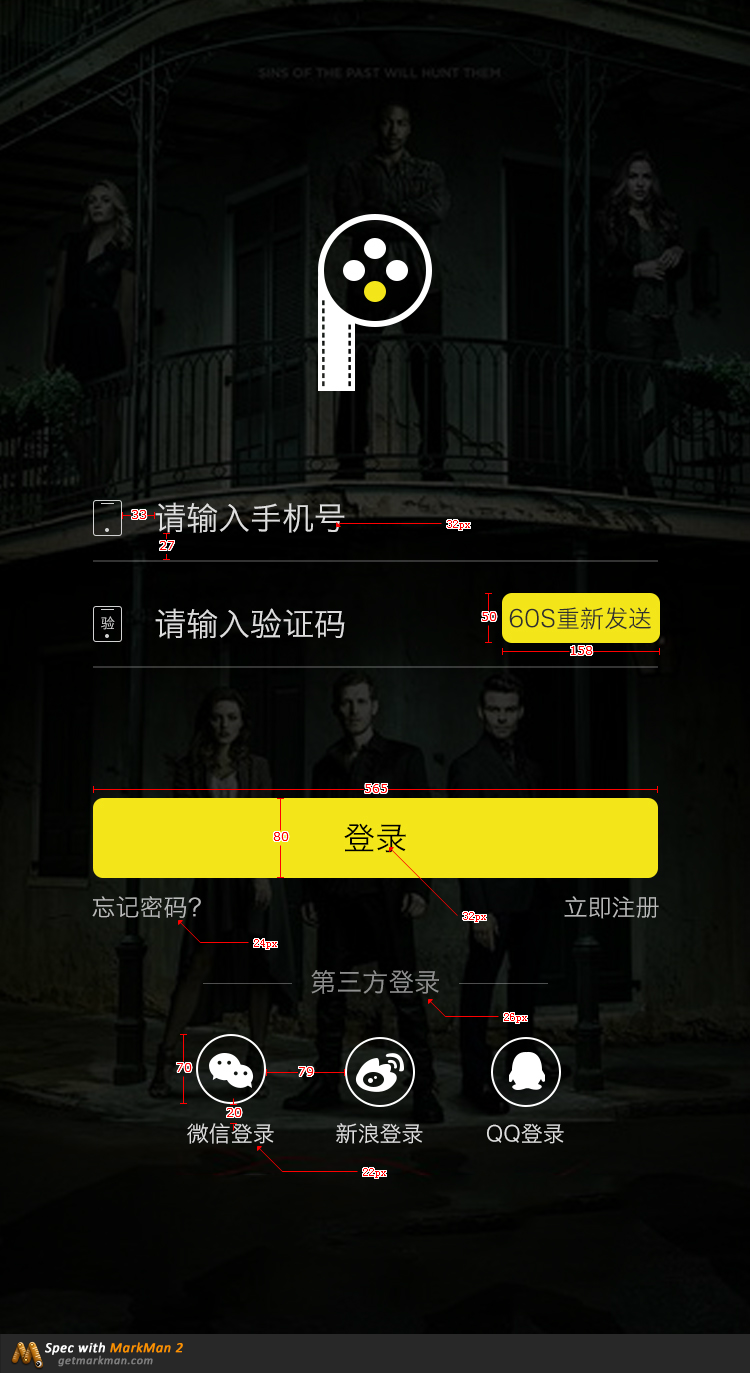 SINS OF THE PAST WILL HUNT THEM
33
请输入手机号
32px
27
验
请输入验证码
50
60S重新发送
158
565
80
登录
忘记密码?
立即注册
32px
24px
第三方登录
26px
70
79
20
微信登录
新浪登录
QQ登录
22px
Spec with MarkMan 2
getmarkman.com